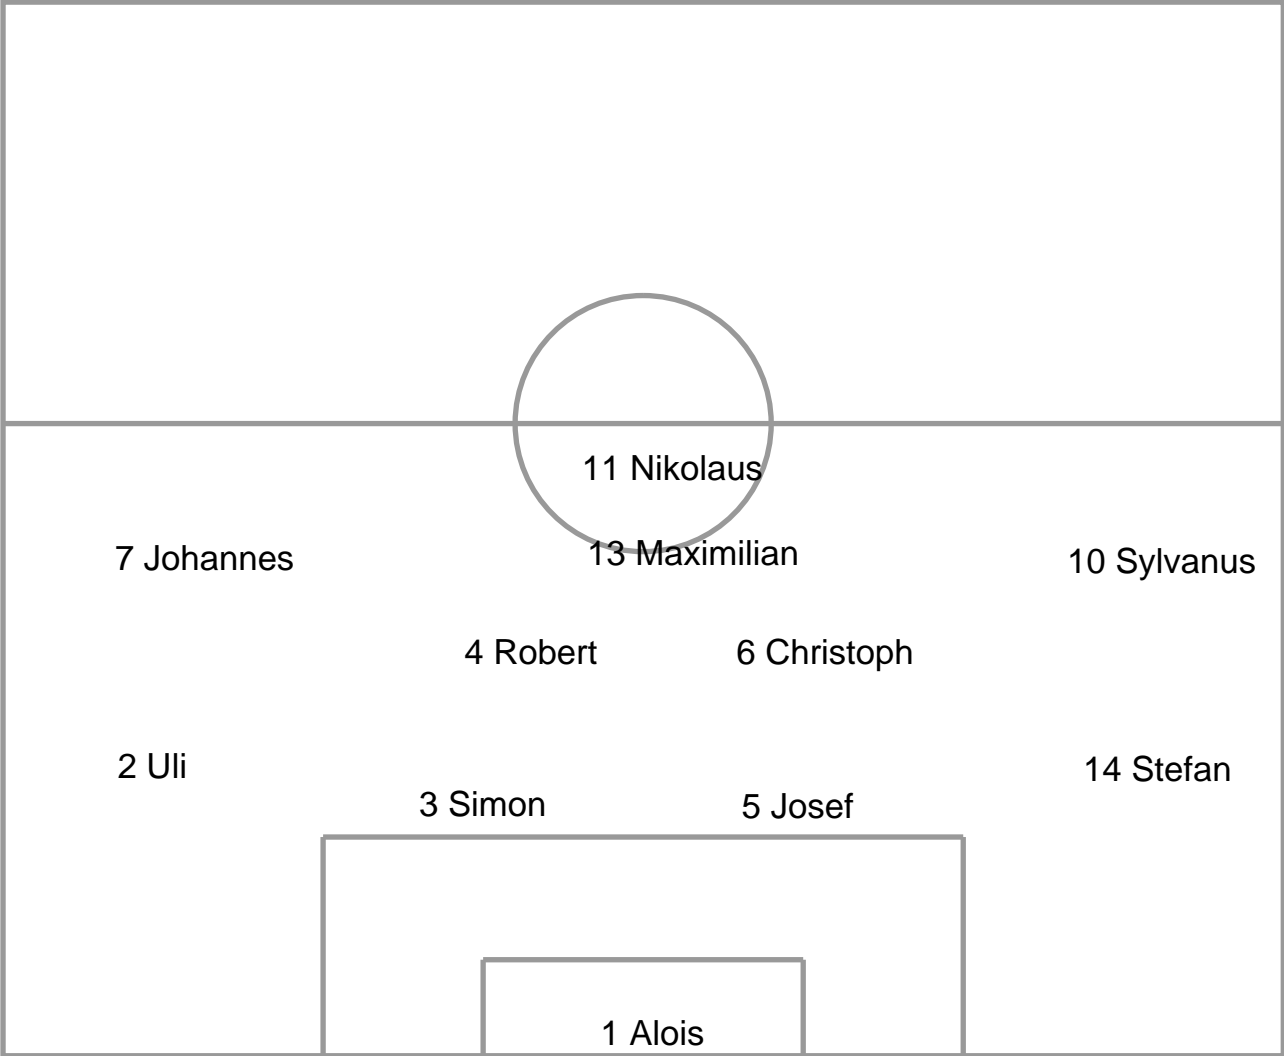 11 Nikolaus
13 Maximilian
7 Johannes
10 Sylvanus
4 Robert
6 Christoph
2 Uli
14 Stefan
3 Simon
5 Josef
1 Alois